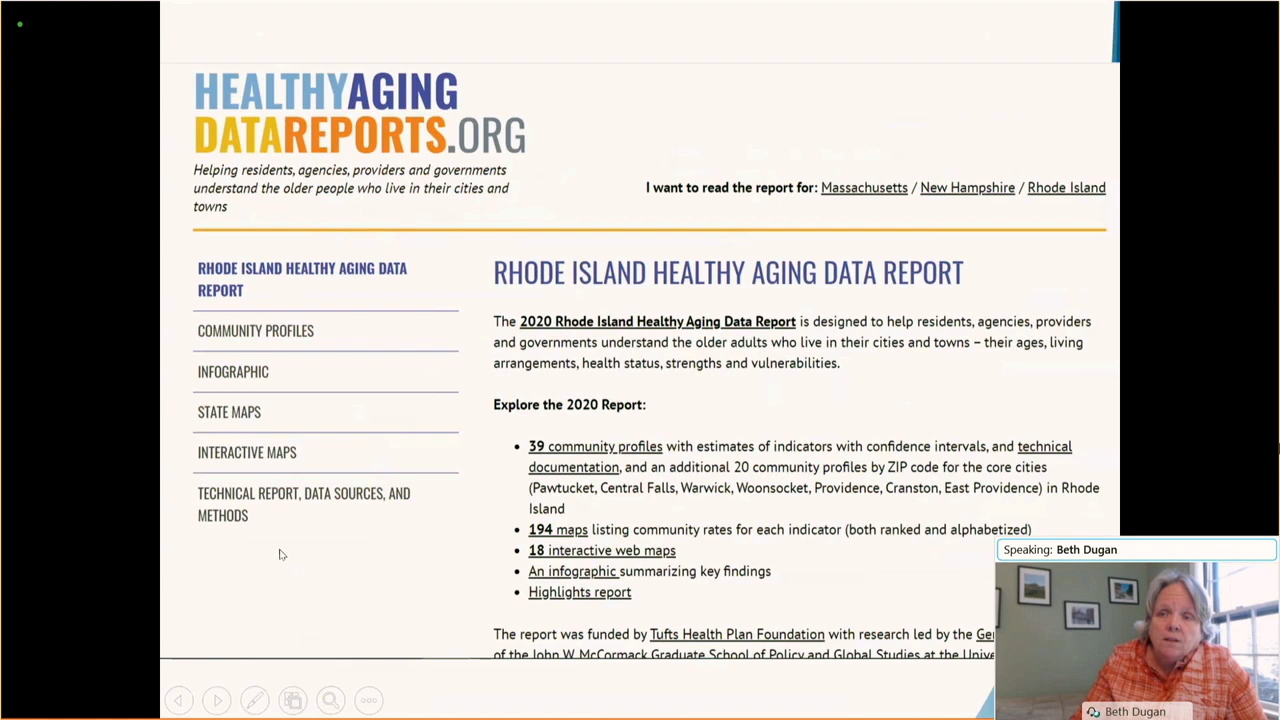 HEALTHYAGING
DATAREPORTS.ORG
Helping residents, agencies, providers and governments
understand the older people who live in their cities and
towns
I want to read the report for: Massachusetts / New Hampshire / Rhode Island
RHODE ISLAND HEALTHY AGING DATA
REPORT
COMMUNITY PROFILES
INFOGRAPHIC
STATE MAPS
INTERACTIVE MAPS
TECHNICAL REPORT, DATA SOURCES, AND
METHODS
RHODE ISLAND HEALTHY AGING DATA REPORT
The 2020 Rhode Island Healthy Aging Data Report is designed to help residents, agencies, providers
and governments understand the older adults who live in their cities and towns – their ages, living
arrangements, health status, strengths and vulnerabilities.
Explore the 2020 Report:
• 39 community profiles with estimates of indicators with confidence intervals, and technical
documentation, and an additional 20 community profiles by ZIP code for the core cities
(Pawtucket, Central Falls, Warwick, Woonsocket, Providence, Cranston, East Providence) in Rhode
Island
• 194 maps listing community rates for each indicator (both ranked and alphabetized)
• 18 interactive web maps
• An infographic summarizing key findings
• Highlights report
The report was funded by Tufts Health Plan Foundation with research led by the
of the John W. McCormack Graduate School of Policy and Global Studies at the
Speaking: Beth Dugan
Beth Dugan